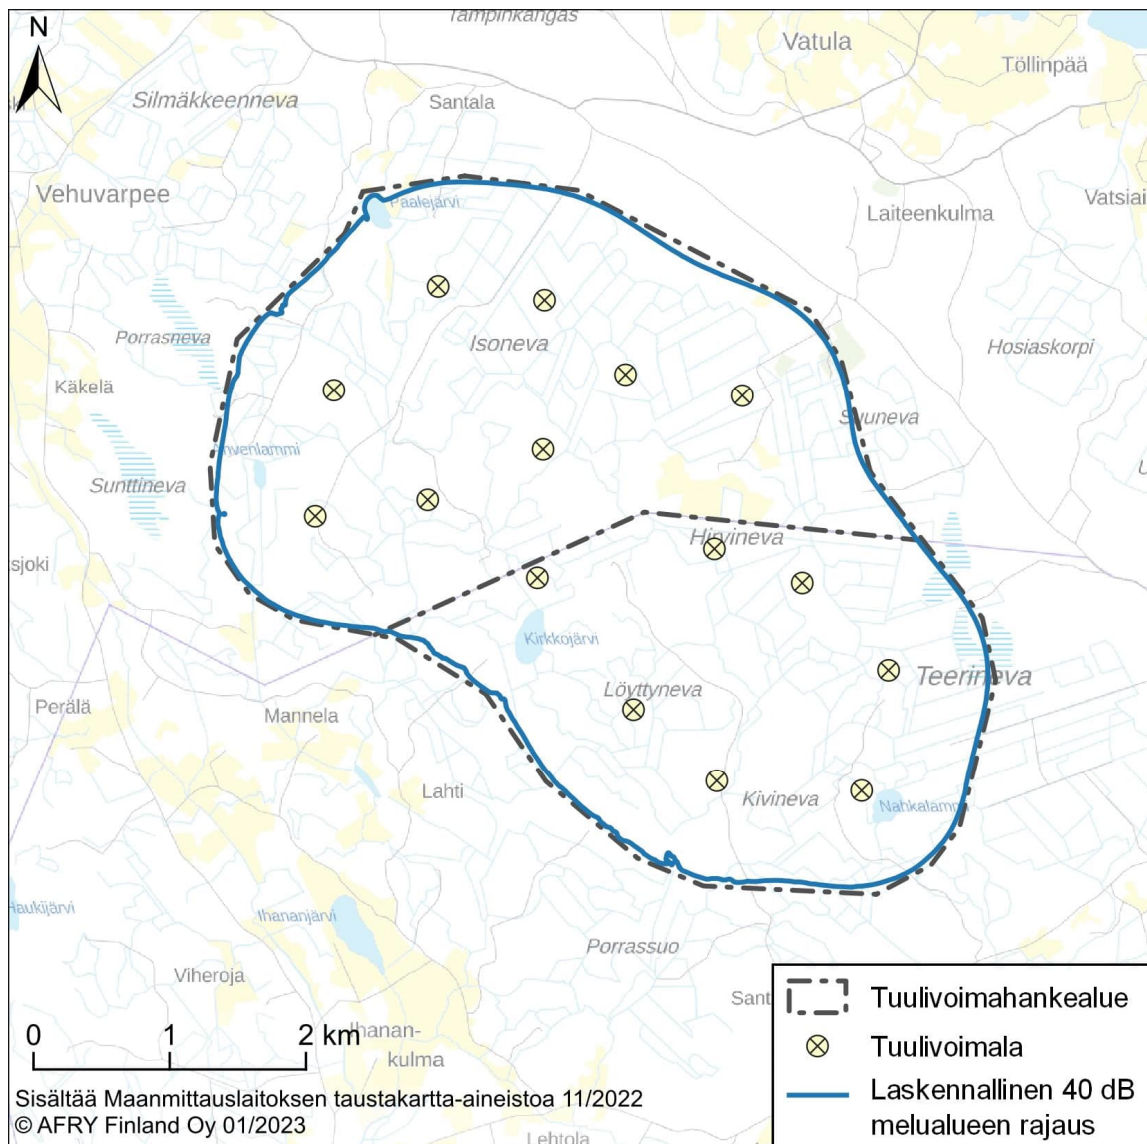 N
Tampinkangas
Vatula
Töllinpää
Silmäkkeenneva
Santala
Vehuvarpee
Vatsiai
Paalejärvi
Laiteenkulma
Porrasneva
Isoneva
Hosiaskorpi
Käkelä
Suuneva
Ahvenlammi
Sunttineva
Hirvineva
sjoki
Kirkkojärvi
Teerineva
Löyttyneva
Perälä
Mannela
Lahti
Kivineva
Nahkalammi
Haukijärvi
Ihananjärvi
Porrassuo
Viheroja
Sant
0 1 2 km
Ihanan-
kulma
Lehtola
Tuulivoimahankealue
Tuulivoimala
Laskennallinen 40 dB
melualueen rajaus
Sisältää Maanmittauslaitoksen taustakartta-aineistoa 11/2022
© AFRY Finland Oy 01/2023